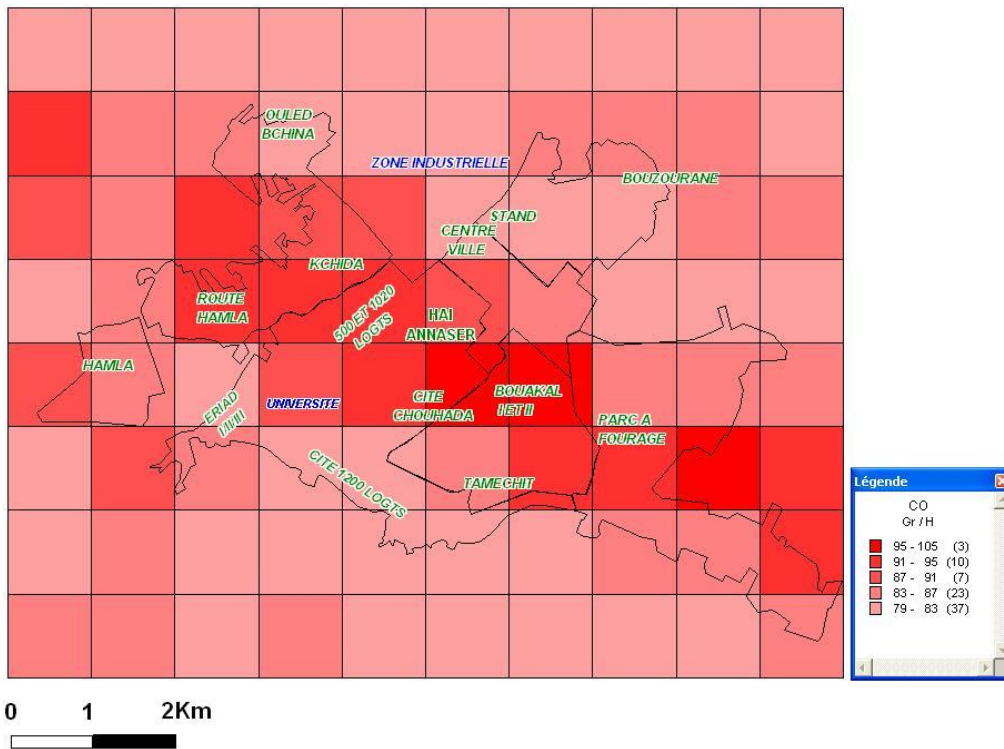 OULED
BCHINA
ZONE INDUSTRIELLE
BOUZOURANE
STAND
CENTRE
VILLE
KCHIDA
ROUTE
HAMLA
500 ET 1020
LOGTS
HAI
ANNASER
HAMLA
ERIAD
I/II/III
UNIVERSITE
CITE
CHOUHADA
BOUAKAL
I ET II
PARC A
FOURAGE
CITE 1200 LOGTS
TAMECHIT
Légende
CO
Gr / H
95 - 105 (3)
91 - 95 (10)
87 - 91 (7)
83 - 87 (23)
79 - 83 (37)
0 1 2Km